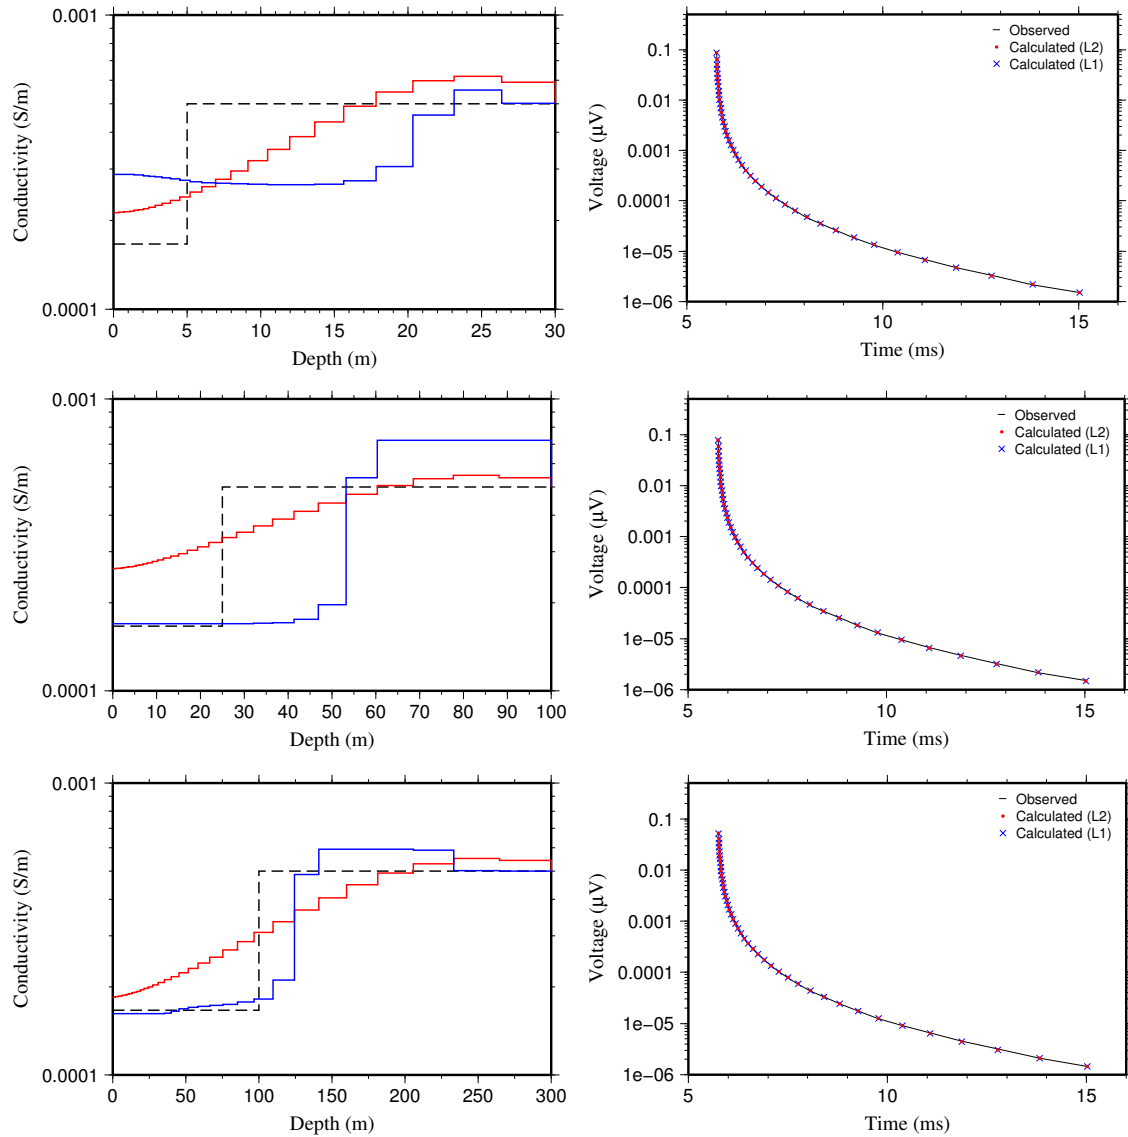 0.001
0.0001
Conductivity (S/m)
0 5 10 15 20 25 30
Depth (m)
0.1
0.01
0.001
0.0001
1e-05
1e-06
Voltage (µV)
Observed
Calculated (L2)
Calculated (L1)
5 10 15
Time (ms)
0.001
0.0001
Conductivity (S/m)
0 10 20 30 40 50 60 70 80 90 100
Depth (m)
0.1
0.01
0.001
0.0001
1e-05
1e-06
Voltage (µV)
Observed
Calculated (L2)
Calculated (L1)
5 10 15
Time (ms)
0.001
0.0001
Conductivity (S/m)
0 50 100 150 200 250 300
Depth (m)
0.1
0.01
0.001
0.0001
1e-05
1e-06
Voltage (µV)
Observed
Calculated (L2)
Calculated (L1)
5 10 15
Time (ms)